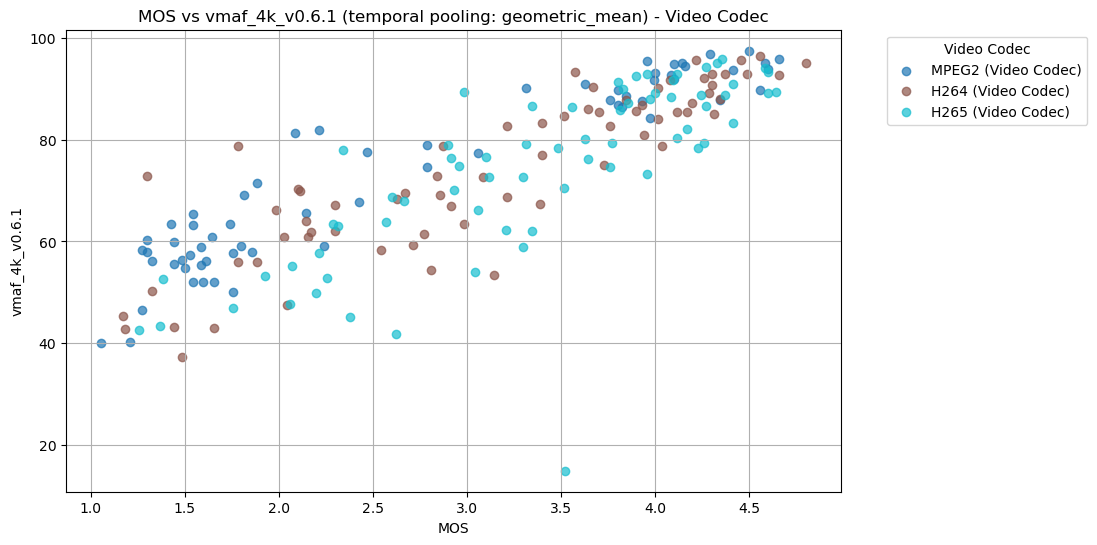 MOS vs vmaf_4k_v0.6.1 (temporal pooling: geometric_mean) - Video Codec
Video Codec
MPEG2 (Video Codec)
H264 (Video Codec)
H265 (Video Codec)
vmaf_4k_v0.6.1
100
80
60
40
20
1.0 1.5 2.0 2.5 3.0 3.5 4.0 4.5
MOS